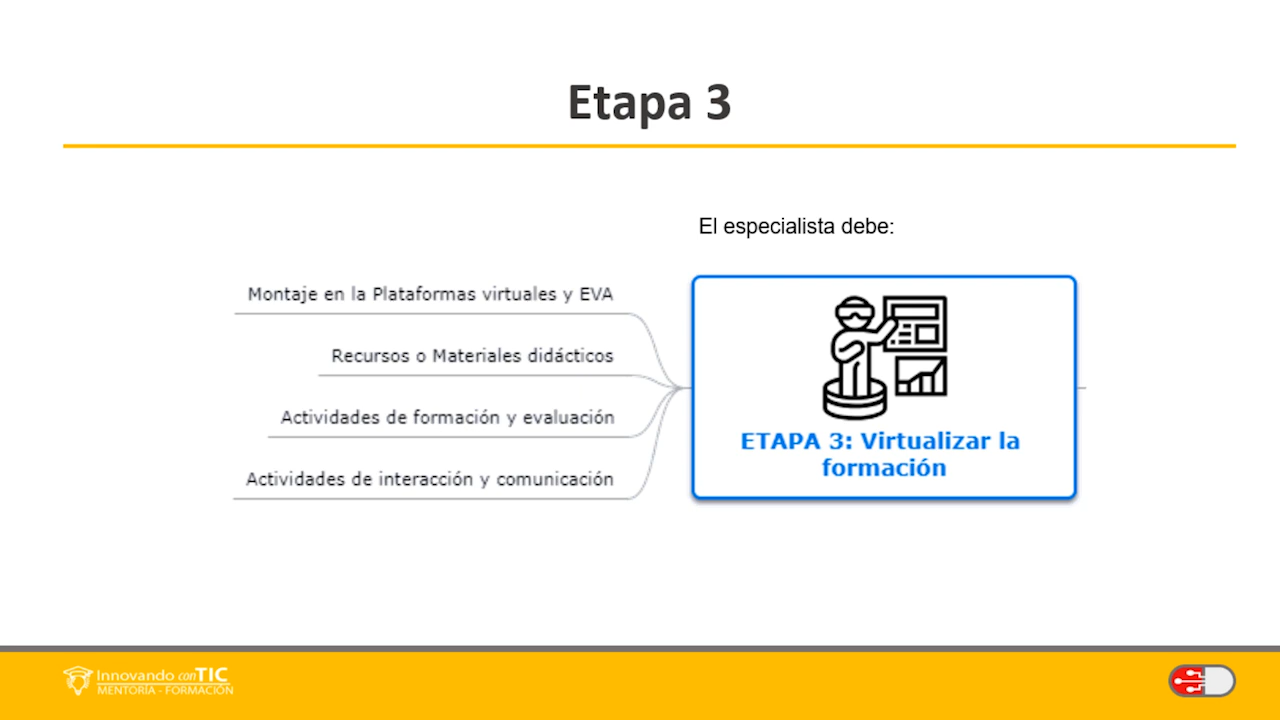 Etapa 3
El especialista debe:
Montaje en la Plataformas virtuales y EVA
Recursos o Materiales didácticos
Actividades de formación y evaluación
Actividades de interacción y comunicación
ETAPA 3: Virtualizar la
formación
Innovando con TIC
MENTORÍA - FORMACIÓN